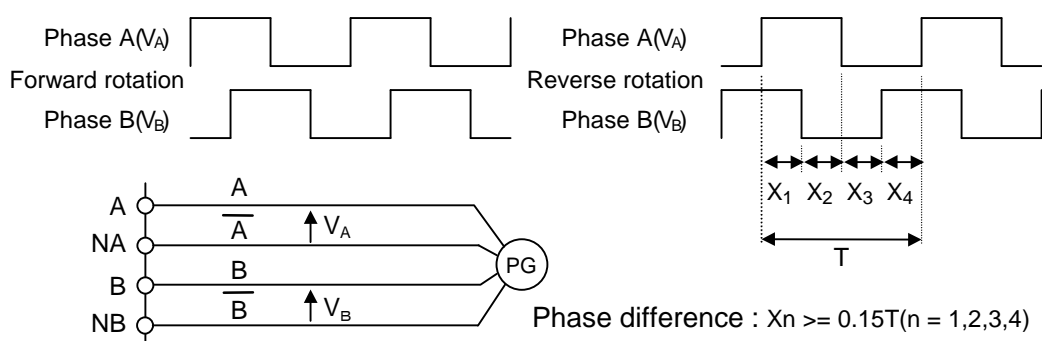 Phase A(VA)
Forward rotation
Phase B(VB)
Phase A(VA)
Reverse rotation
Phase B(VB)
X1 X2 X3 X4
T
A
NA
B
NB
A
A̅
B
B̅
VA
VB
PG
Phase difference : Xn >= 0.15T(n = 1,2,3,4)